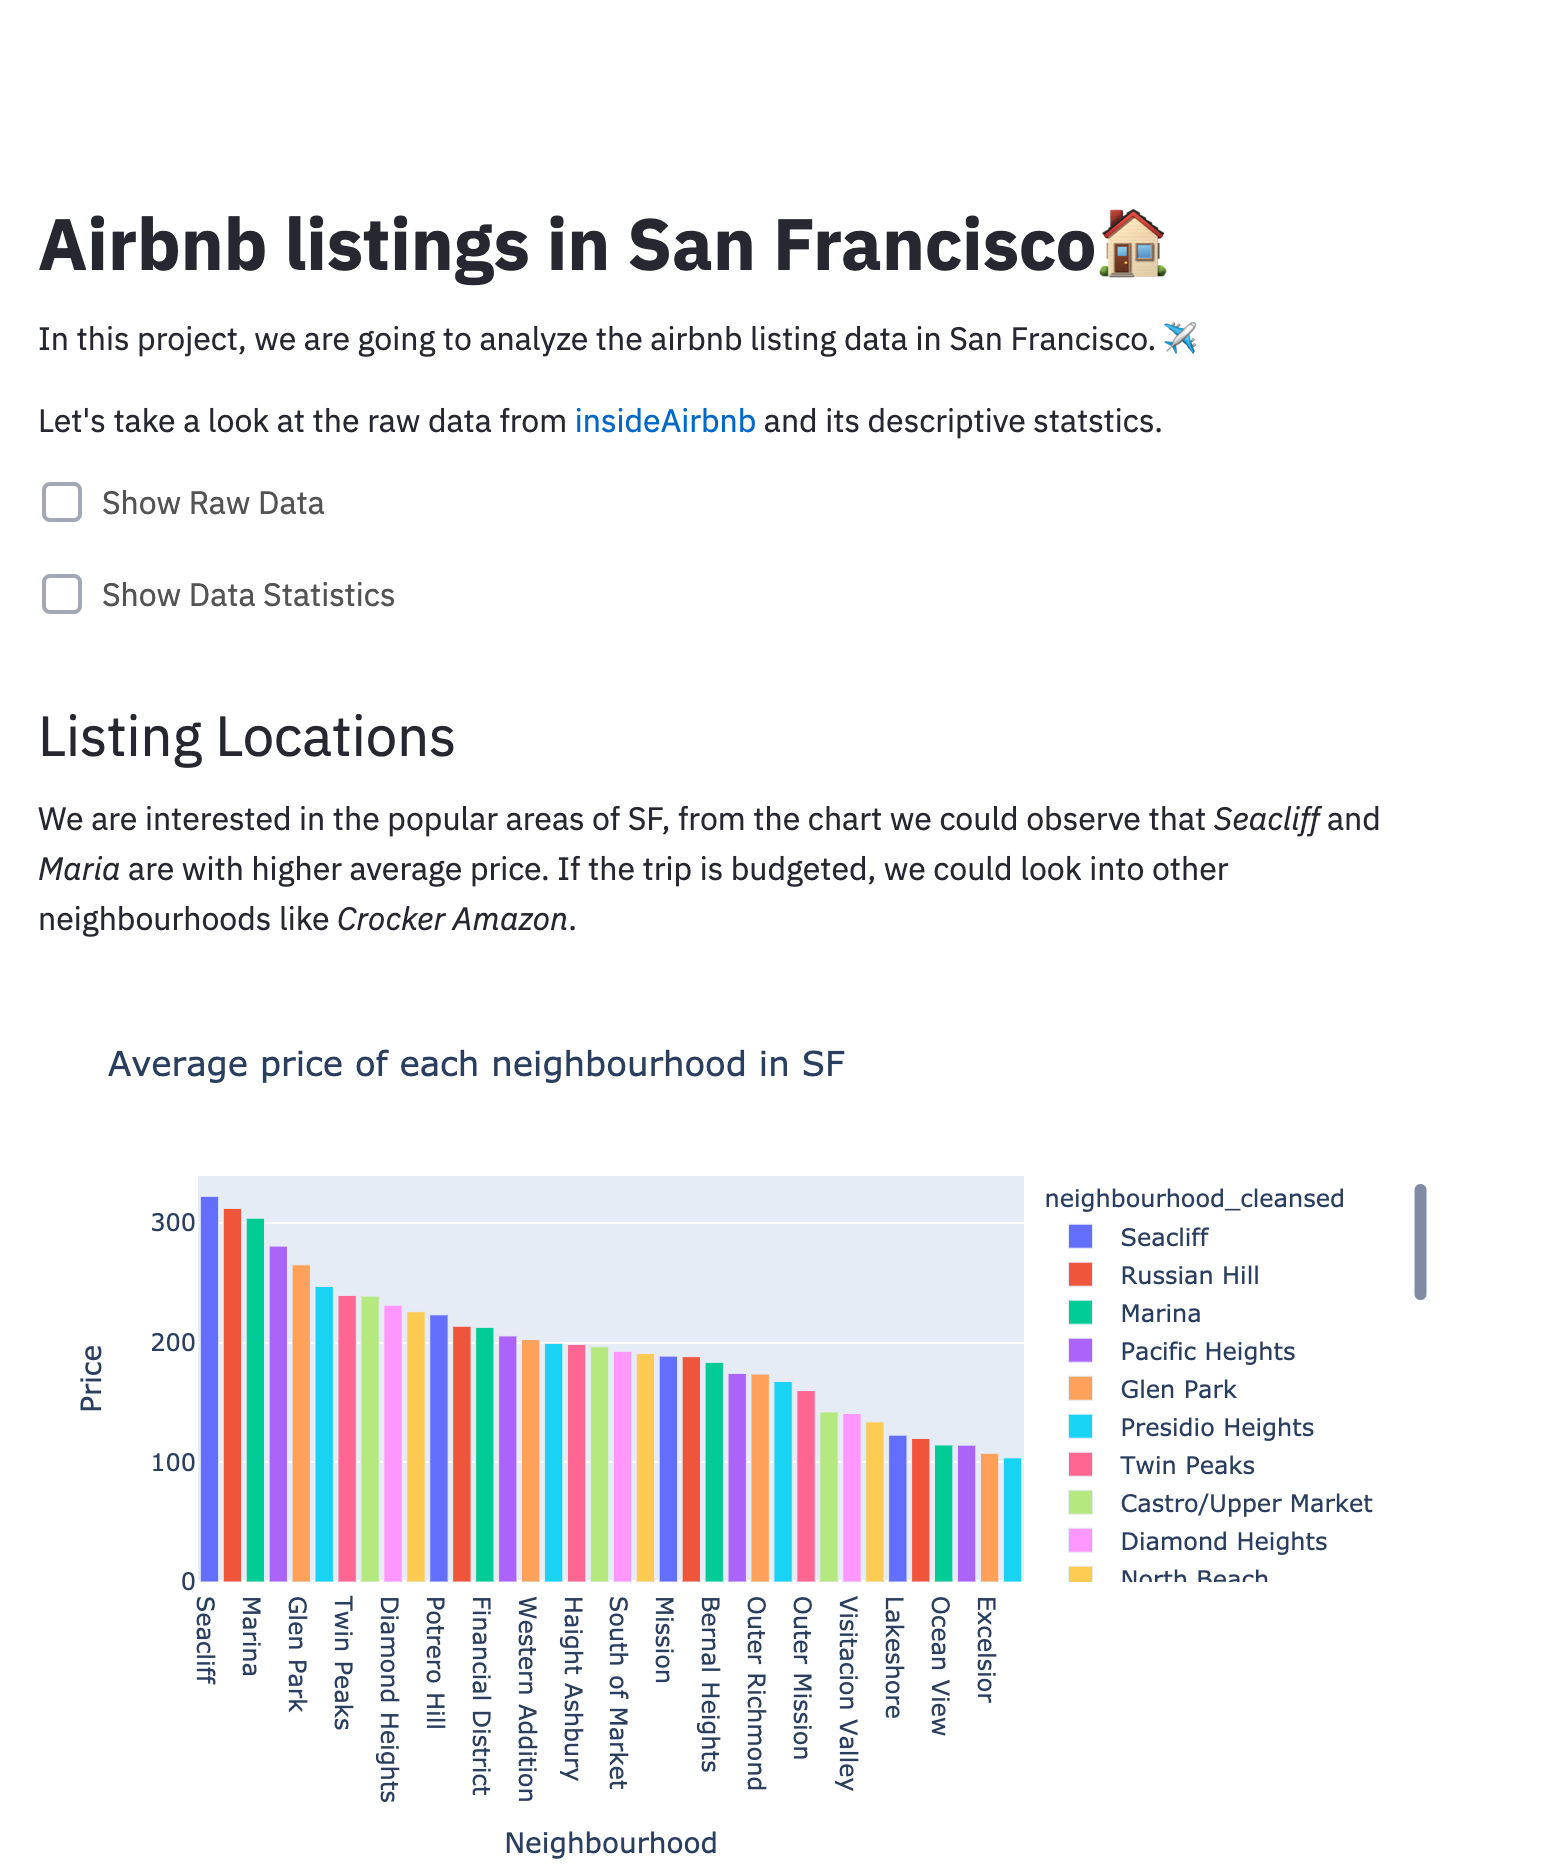 Airbnb listings in San Francisco🏠
In this project, we are going to analyze the airbnb listing data in San Francisco. ✈️
Let's take a look at the raw data from insideAirbnb and its descriptive statstics.
Show Raw Data
Show Data Statistics
Listing Locations
We are interested in the popular areas of SF, from the chart we could observe that Seacliff and
Maria are with higher average price. If the trip is budgeted, we could look into other
neighbourhoods like Crocker Amazon.
Average price of each neighbourhood in SF
Price
300
200
100
0
Seacliff
Marina
Glen Park
Twin Peaks
Diamond Heights
Potrero Hill
Financial District
Western Addition
Haight Ashbury
South of Market
Mission
Bernal Heights
Outer Richmond
Outer Mission
Visitacion Valley
Lakeshore
Ocean View
Excelsior
Neighbourhood
neighbourhood_cleansed
Seacliff
Russian Hill
Marina
Pacific Heights
Glen Park
Presidio Heights
Twin Peaks
Castro/Upper Market
Diamond Heights
North Beach